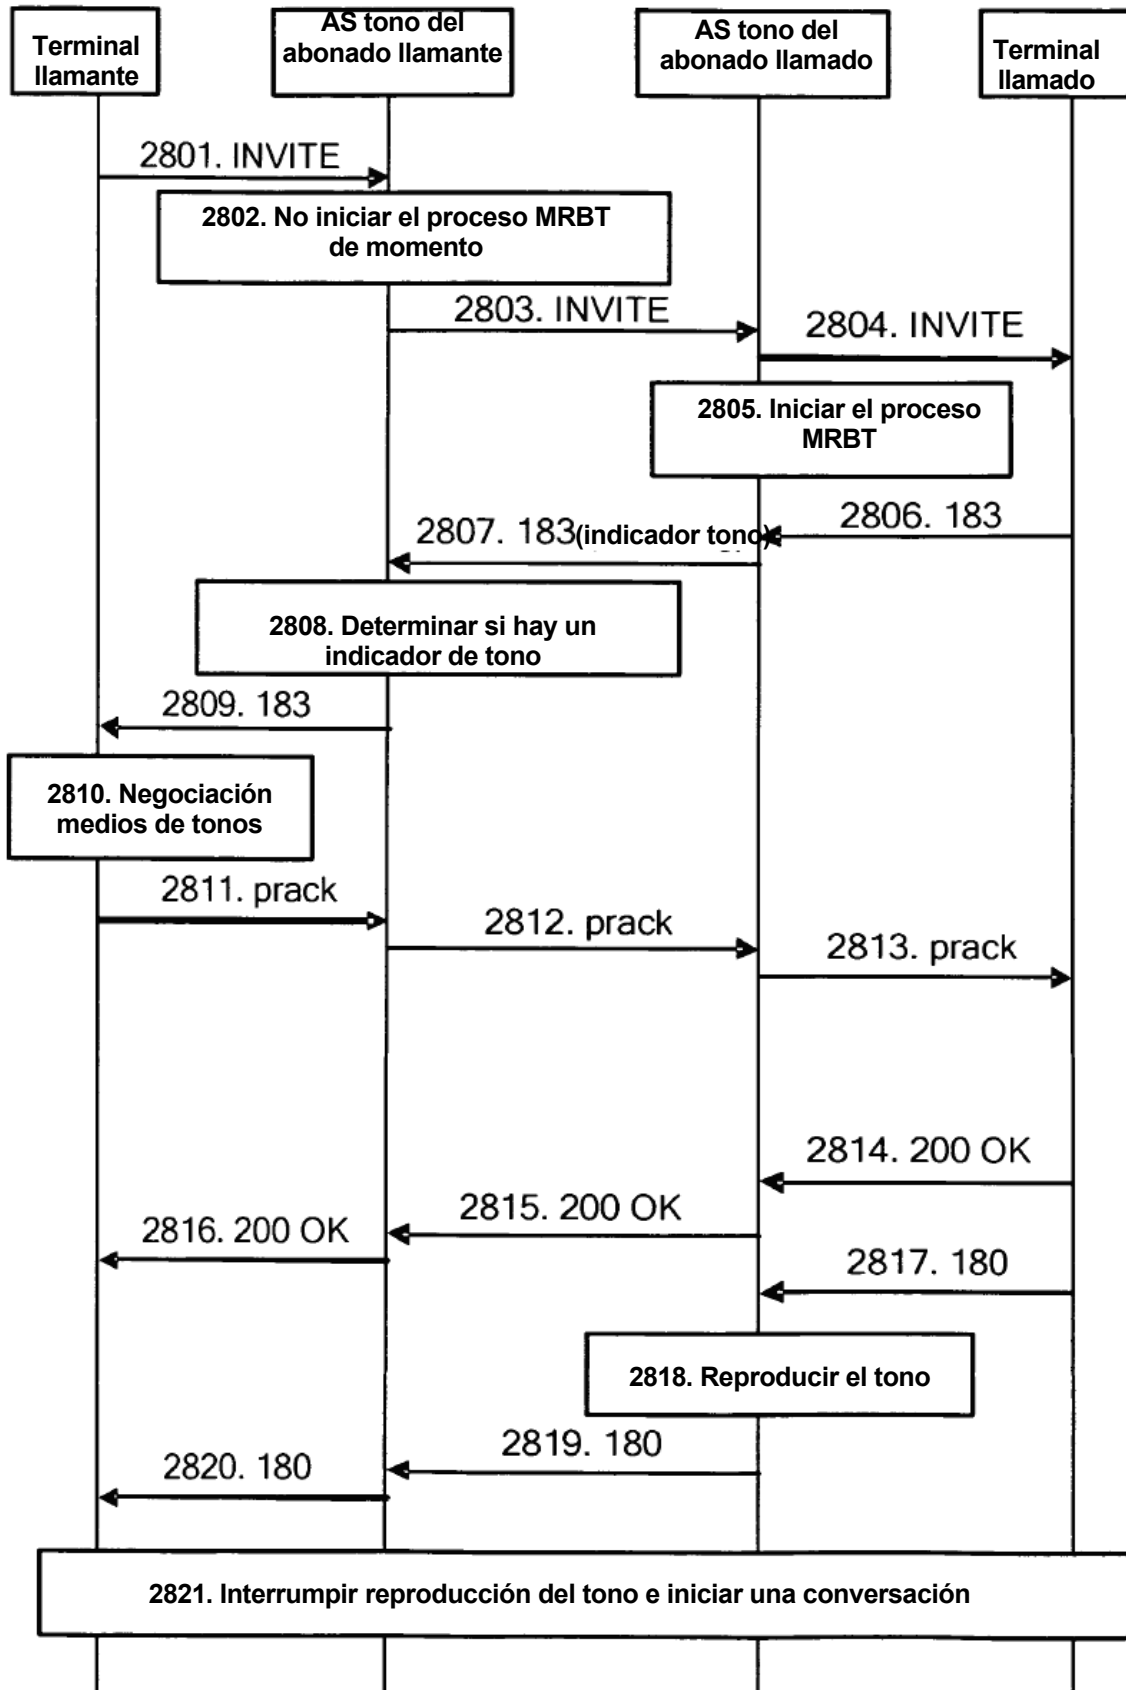 Terminal
llamante
AS tono del
abonado llamante
AS tono del
abonado llamado
Terminal
llamado
2801. INVITE
2802. No iniciar el proceso MRBT
de momento
2803. INVITE
2804. INVITE
2805. Iniciar el proceso
MRBT
2806. 183
2807. 183(indicador tono)
2808. Determinar si hay un
indicador de tono
2809. 183
2810. Negociación
medios de tonos
2811. prack
2812. prack
2813. prack
2814. 200 OK
2815. 200 OK
2816. 200 OK
2817. 180
2818. Reproducir el tono
2819. 180
2820. 180
2821. Interrumpir reproducción del tono e iniciar una conversación